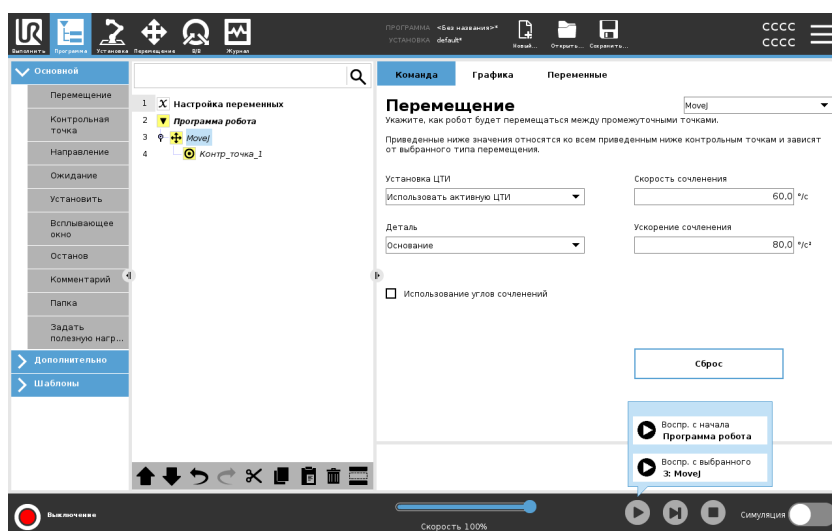 UR
ПРОГРАММА <Без названия>*
УСТАНОВКА default*
Выполнить Программа Установка Перемещение В/В Журнал
Новый... Открыть... Сохранить...
CCCC
CCCC
Основной
Перемещение
Контрольная
точка
Направление
Ожидание
Установить
Всплывающее
окно
Останов
Комментарий
Папка
Задать
полезную нагр...
Дополнительно
Шаблоны
1 X Настройка переменных
2 Программа робота
3 MoveJ
4 Контр_точка_1
Команда Графика Переменные
Перемещение MoveJ
Укажите, как робот будет перемещаться между промежуточными точками.
Приведенные ниже значения относятся ко всем приведенным ниже контрольным точкам и зависят
от выбранного типа перемещения.
Установка ЦТИ Скорость сочленения
Использовать активную ЦТИ 60,0 °/с
Деталь Ускорение сочленения
Основание 80,0 °/с²
Использование углов сочленений
Сброс
Воспр. с начала
Программа робота
Воспр. с выбранного
3: MoveJ
Выключение
Скорость 100%
Симуляция